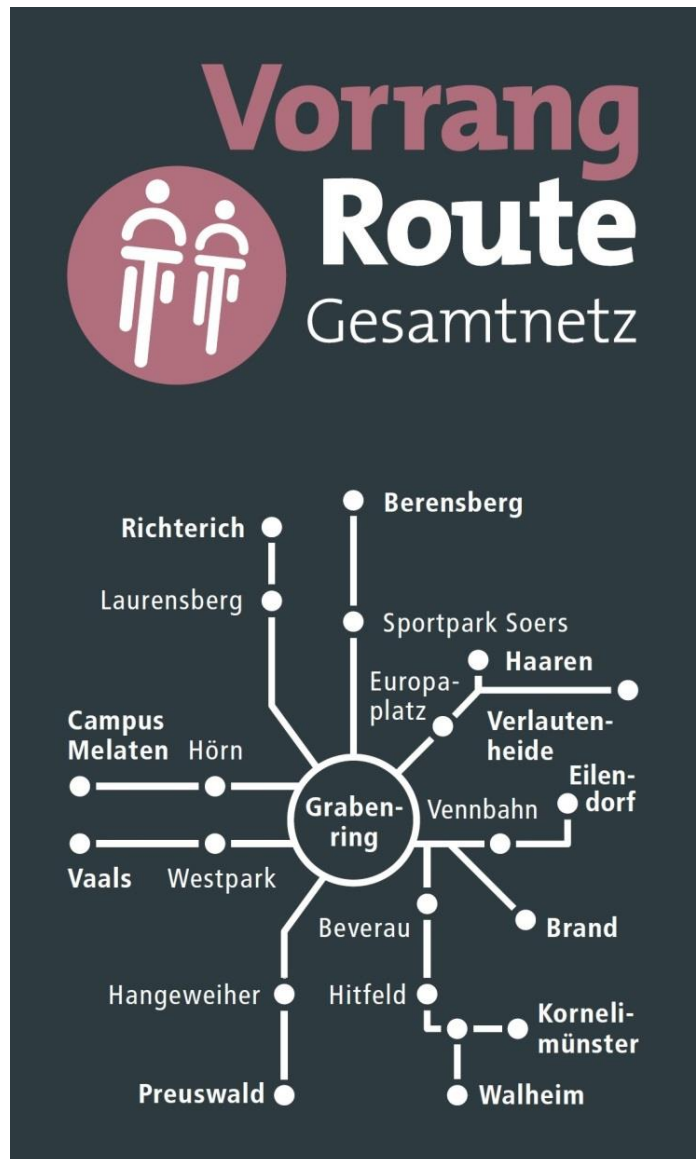 Vorrang
Route
Gesamtnetz
Berensberg
Richterich
Laurensberg
Sportpark Soers
Haaren
Europa-
platz
Verlauten-
heide
Campus
Melaten
Hörn
Eilen-
dorf
Vennbahn
Graben-
ring
Vaals
Westpark
Beverau
Brand
Hangeweiher
Hitfeld
Korneli-
münster
Preuswald
Walheim